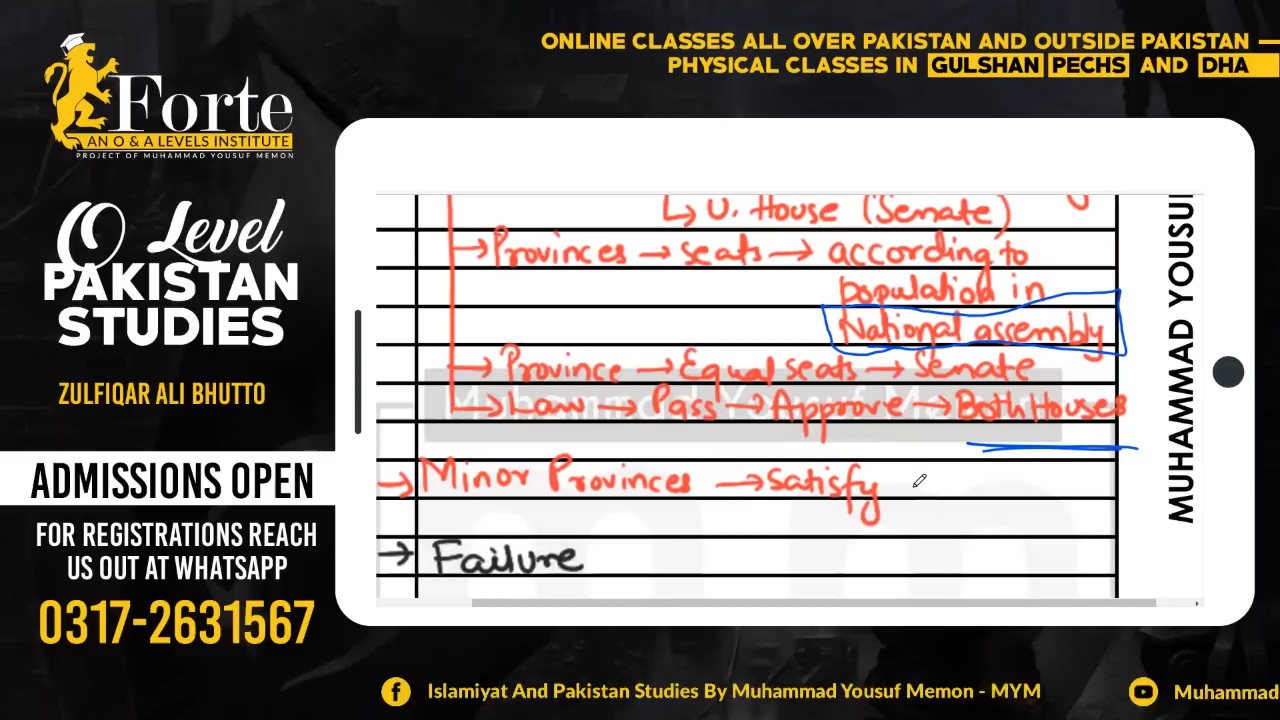 ONLINE CLASSES ALL OVER PAKISTAN AND OUTSIDE PAKISTAN
PHYSICAL CLASSES IN GULSHAN PECHS AND DHA
Forte
AN O & A LEVELS INSTITUTE
PROJECT OF MUHAMMAD YOUSUF MEMON
O Level
PAKISTAN
STUDIES
ZULFIQAR ALI BHUTTO
ADMISSIONS OPEN
FOR REGISTRATIONS REACH
US OUT AT WHATSAPP
0317-2631567
↳ U. House (Senate)
→ Provinces → seats → according to
population in
National assembly
→ Province → Equal seats → Senate
→ Law → Pass → Approve → Both Houses
Muhammad Yousuf Memon
→ Minor Provinces → Satisfy
→ Failure
MUHAMMAD YOUSU
Islamiyat And Pakistan Studies By Muhammad Yousuf Memon - MYM
Muhammad